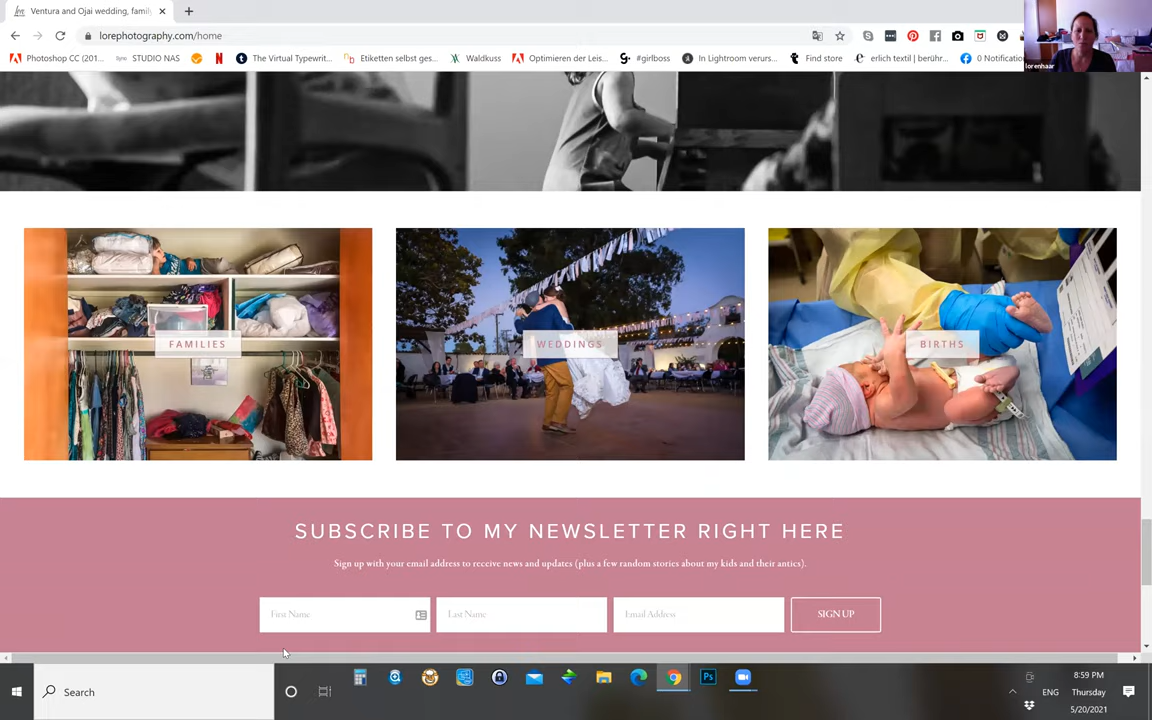 Ventura and Ojai wedding, famil
lorephotography.com/home
Photoshop CC (201...
STUDIO NAS
The Virtual Typewrit...
Etiketten selbst ges...
Waldkuss
Optimieren der Leis...
#girlboss
In Lightroom verurs...
Find store
erlich textil | berühr...
0 Notificatio
lorenhaar
FAMILIES
WEDDINGS
BIRTHS
SUBSCRIBE TO MY NEWSLETTER RIGHT HERE
Sign up with your email address to receive news and updates (plus a few random stories about my kids and their antics).
First Name
Last Name
Email Address
SIGN UP
Search
8:59 PM
ENG
Thursday
5/20/2021